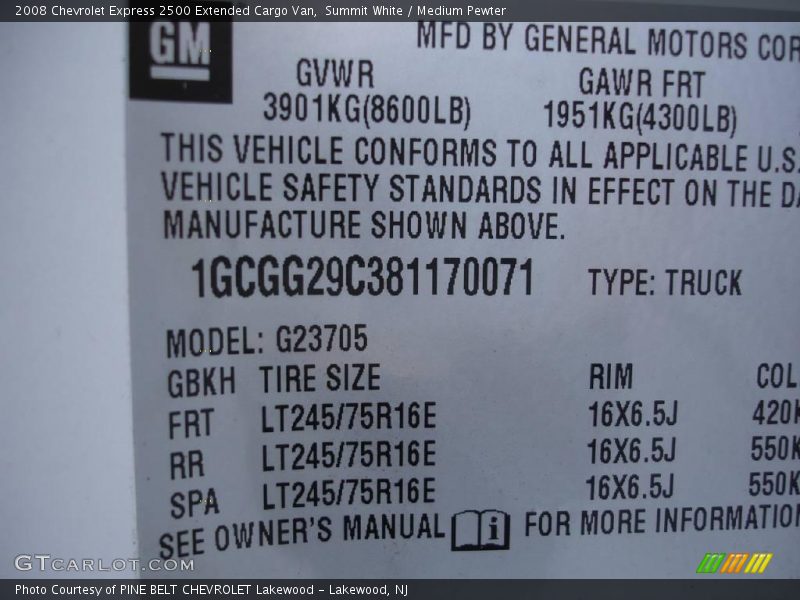 2008 Chevrolet Express 2500 Extended Cargo Van, Summit White / Medium Pewter
GM
MFD BY GENERAL MOTORS COR
GVWR GAWR FRT
3901KG(8600LB) 1951KG(4300LB)
THIS VEHICLE CONFORMS TO ALL APPLICABLE U.S.
VEHICLE SAFETY STANDARDS IN EFFECT ON THE DA
MANUFACTURE SHOWN ABOVE.
1GCGG29C381170071 TYPE: TRUCK
MODEL: G23705
GBKH TIRE SIZE RIM COL
FRT LT245/75R16E 16X6.5J 420K
RR LT245/75R16E 16X6.5J 550K
SPA LT245/75R16E 16X6.5J 550K
SEE OWNER'S MANUAL i FOR MORE INFORMATION
GTCARLOT.COM
Photo Courtesy of PINE BELT CHEVROLET Lakewood - Lakewood, NJ